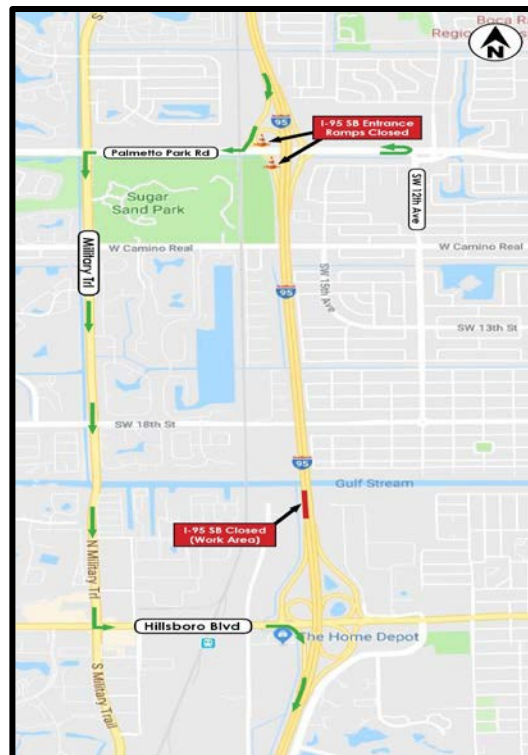 Boca Ra
Regio
N
S
95
I-95 SB Entrance
Ramps Closed
Palmetto Park Rd
Sugar
Sand Park
SW 12th Ave
Military Trl
W Camino Real
W Camino Real
SW 15th Ave
95
SW 13th St
SW 18th St
95
Gulf Stream
I-95 SB Closed
(Work Area)
N Military Trl
Hillsboro Blvd
The Home Depot
S Military Trail